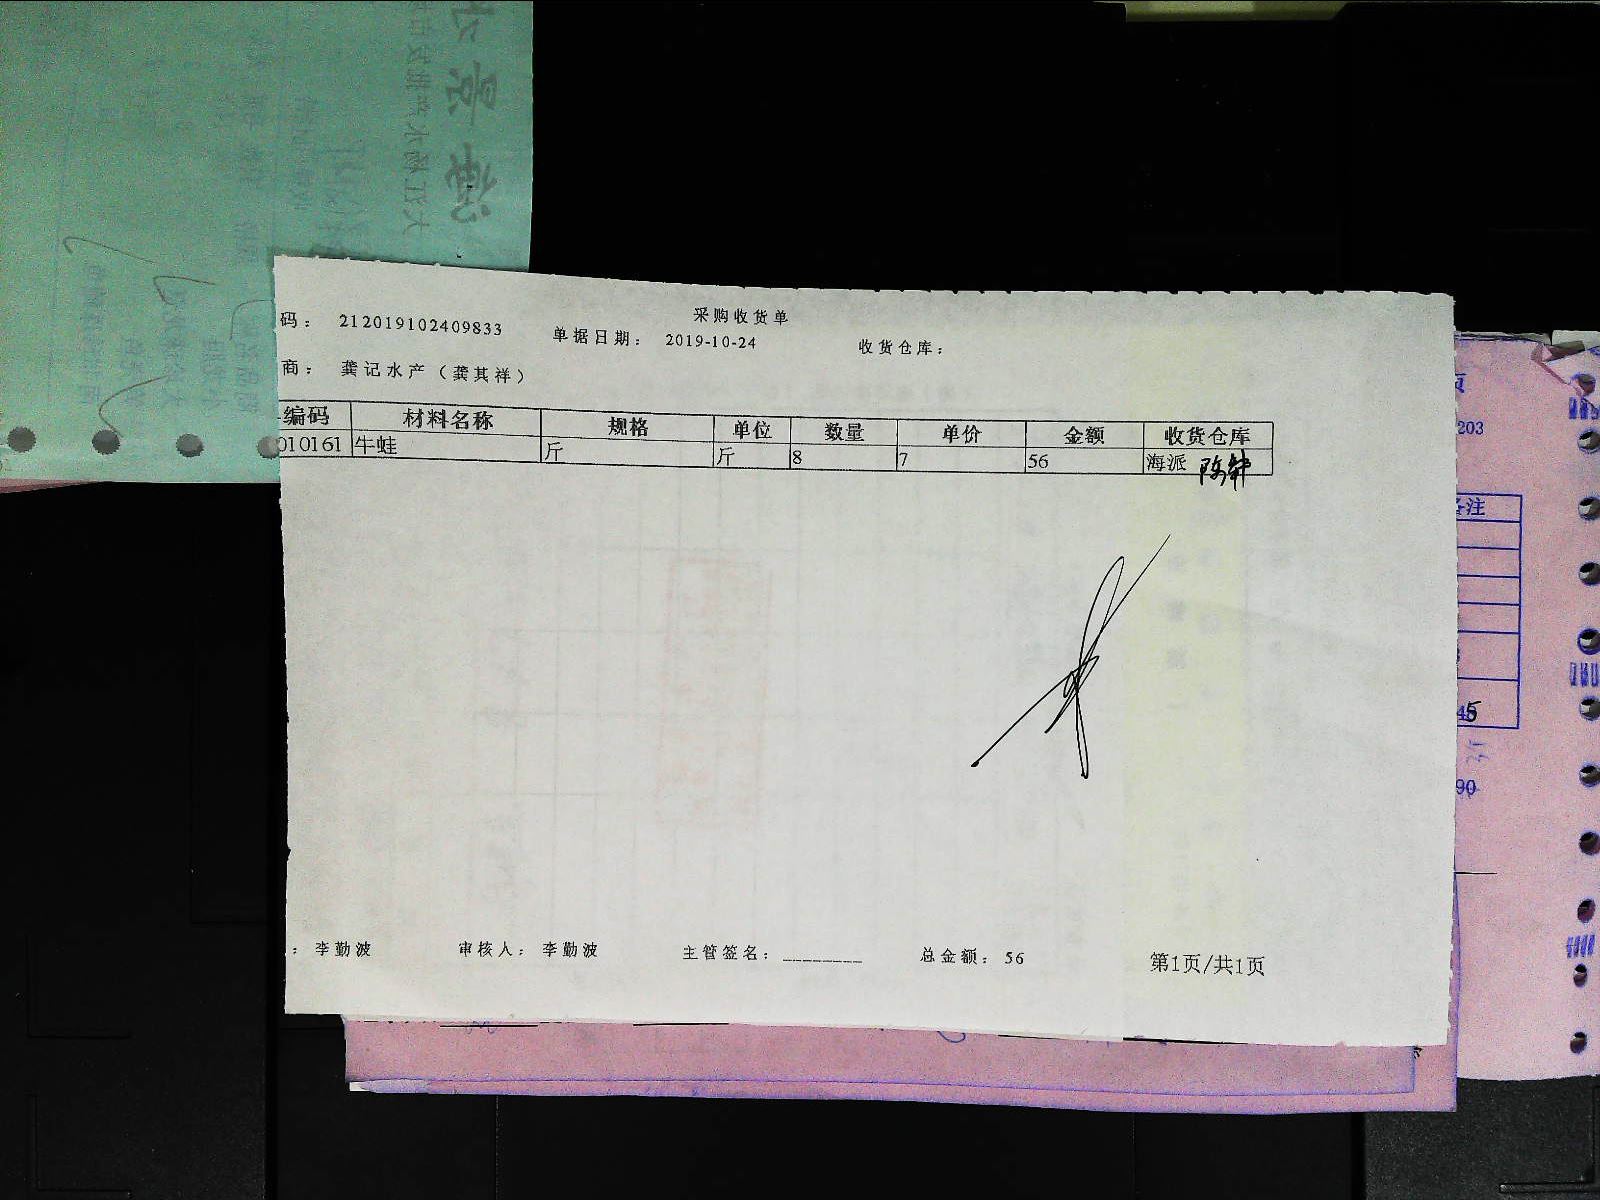 采购收货单
码： 212019102409833 单据日期： 2019-10-24 收货仓库：
商： 龚记水产（龚其祥）
编码 材料名称 规格 单位 数量 单价 金额 收货仓库
010161 牛蛙 斤 斤 8 7 56 海派
：李勤波 审核人：李勤波 主管签名：________ 总金额：56 第1页/共1页
203
备注
45
90